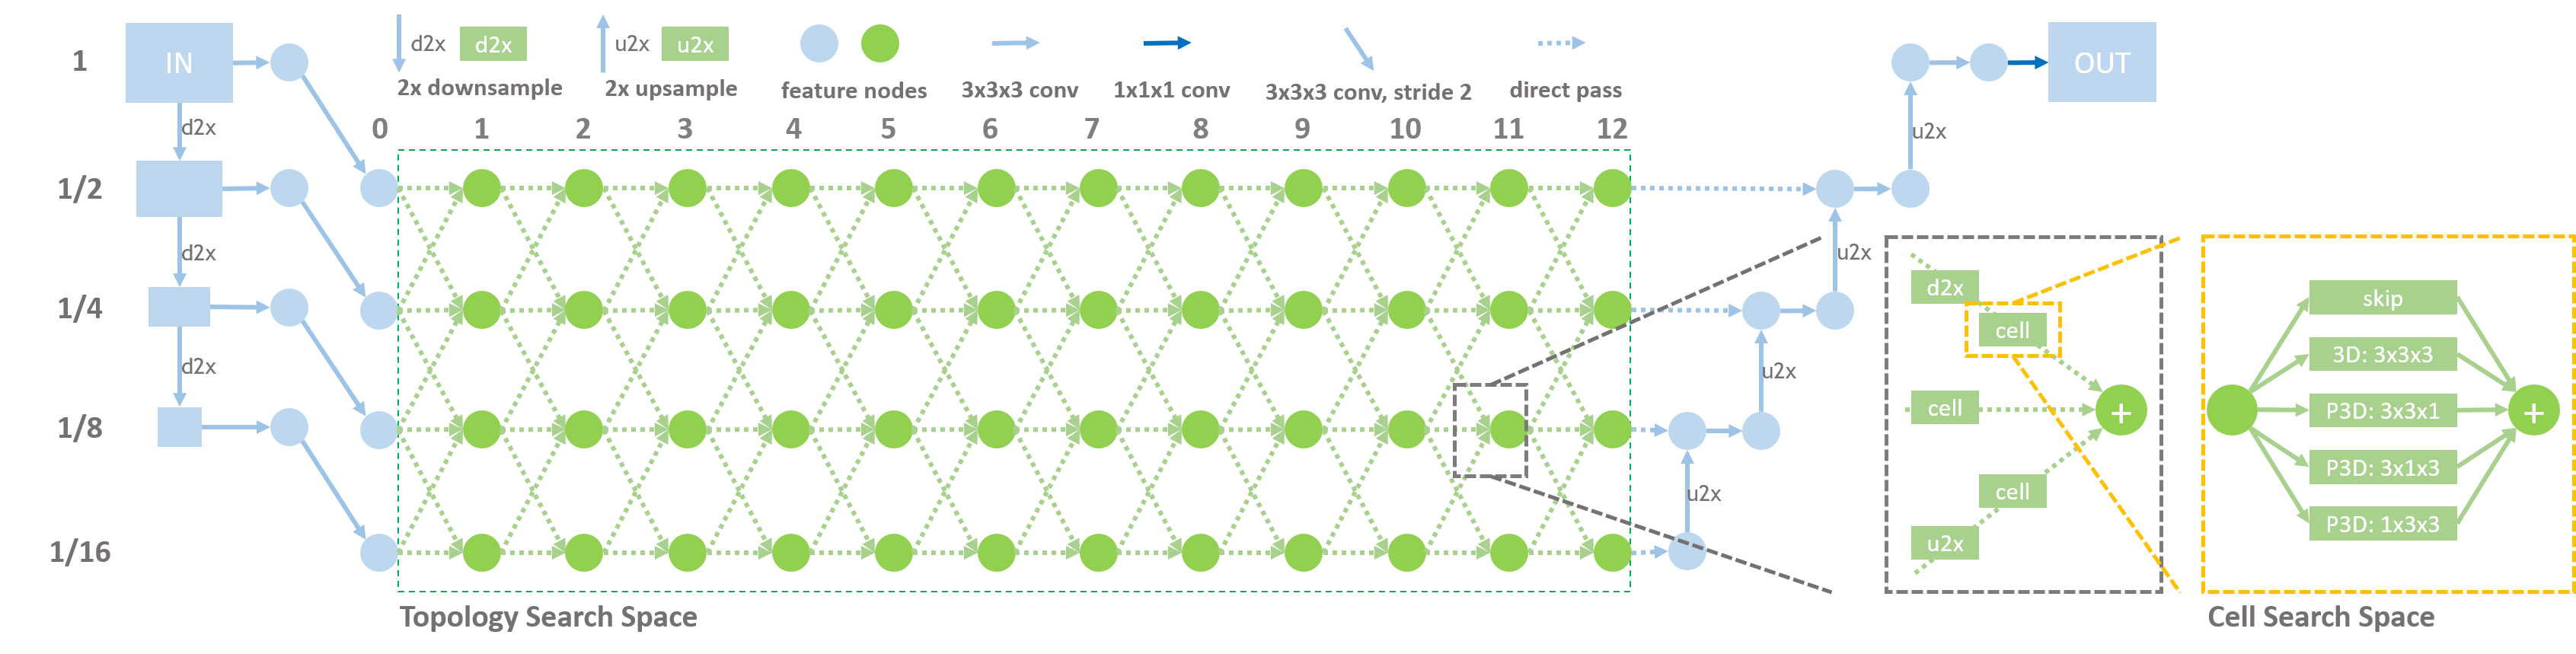 1
IN
d2x
d2x
2x downsample
u2x
u2x
2x upsample
feature nodes
3x3x3 conv
1x1x1 conv
3x3x3 conv, stride 2
direct pass
OUT
d2x
0 1 2 3 4 5 6 7 8 9 10 11 12
u2x
1/2
d2x
u2x
1/4
d2x
u2x
1/8
u2x
1/16
d2x
cell
cell
+
cell
u2x
skip
3D: 3x3x3
P3D: 3x3x1
+
P3D: 3x1x3
P3D: 1x3x3
Topology Search Space
Cell Search Space